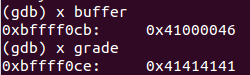 (gdb) x buffer
0xbffff0cb: 0x41000046
(gdb) x grade
0xbffff0ce: 0x41414141